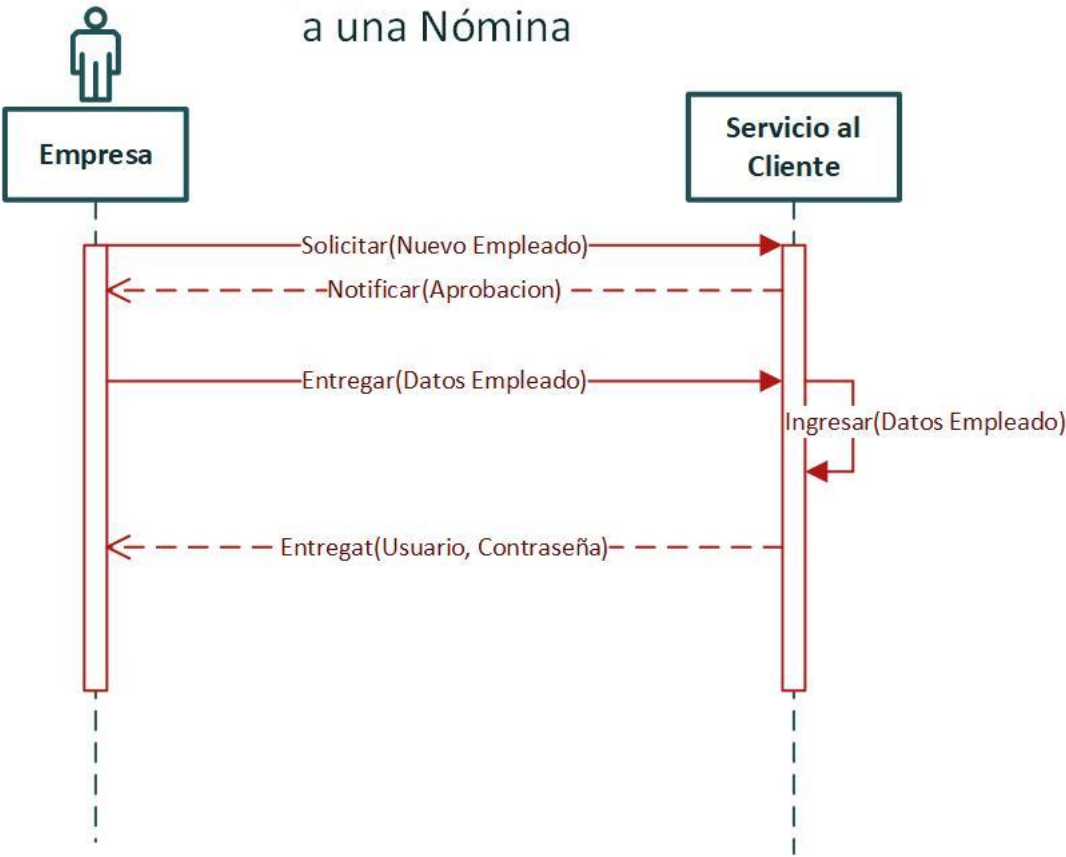 a una Nómina
Empresa
Servicio al
Cliente
Solicitar(Nuevo Empleado)
Notificar(Aprobacion)
Entregar(Datos Empleado)
Ingresar(Datos Empleado)
Entregat(Usuario, Contraseña)